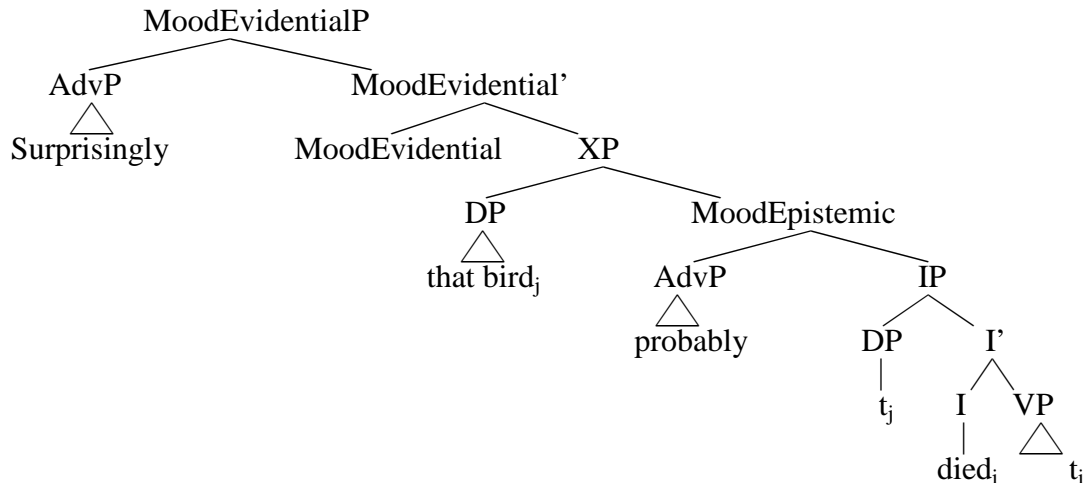 MoodEvidentialP
AdvP MoodEvidential’
Surprisingly MoodEvidential XP
DP MoodEpistemic
that birdj AdvP IP
probably DP I’
tj I VP
diedi ti